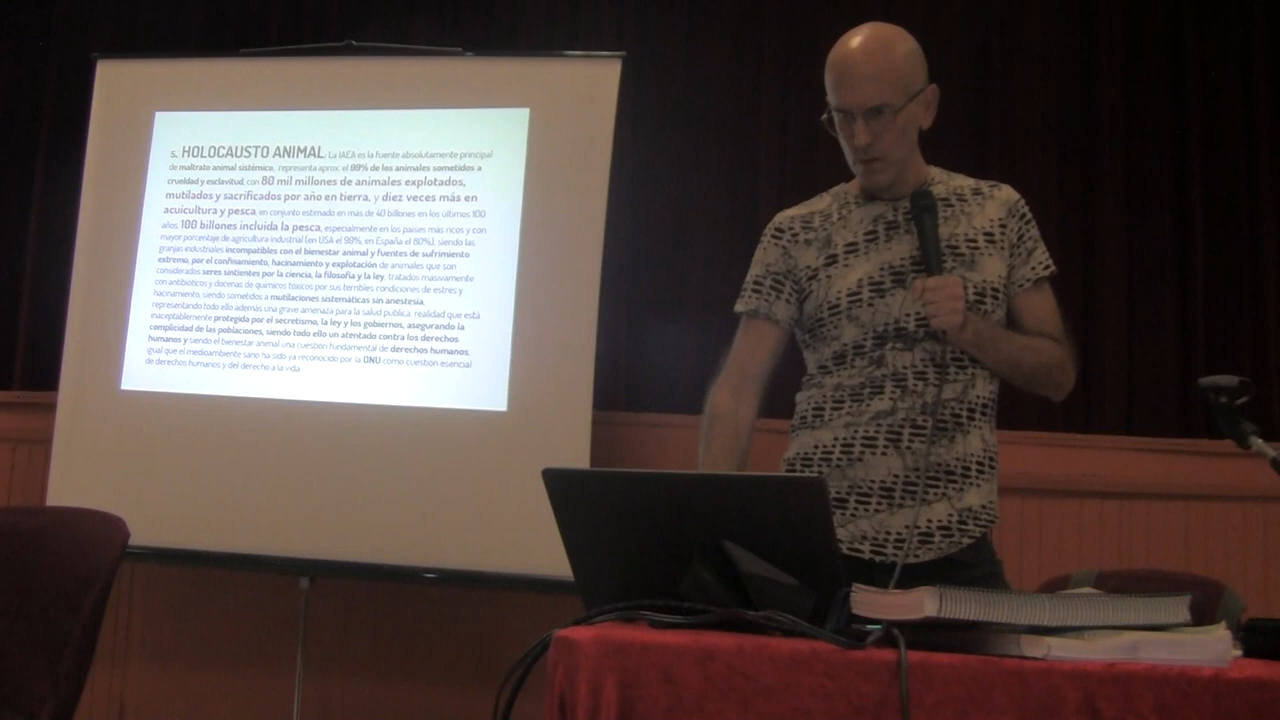 5. HOLOCAUSTO ANIMAL. La IAEA es la fuente absolutamente principal
de maltrato animal sistémico, representa aprox. el 99% de los animales sometidos a
crueldad y esclavitud, con 80 mil millones de animales explotados,
mutilados y sacrificados por año en tierra, y diez veces más en
acuicultura y pesca, en conjunto estimado en más de 40 billones en los últimos 100
años, 100 billones incluida la pesca, especialmente en los países más ricos y con
mayor porcentaje de agricultura industrial (en USA el 99%, en España el 80%), siendo las
granjas industriales incompatibles con el bienestar animal y fuentes de sufrimiento
extremo, por el confinamiento, hacinamiento y explotación de animales que son
considerados seres sintientes por la ciencia, la filosofía y la ley, tratados masivamente
con antibióticos y docenas de químicos tóxicos por sus terribles condiciones de estrés y
hacinamiento, siendo sometidos a mutilaciones sistemáticas sin anestesia,
representando todo ello además una grave amenaza para la salud publica, realidad que está
inaceptablemente protegida por el secretismo, la ley y los gobiernos, asegurando la
complicidad de las poblaciones, siendo todo ello un atentado contra los derechos
humanos y siendo el bienestar animal una cuestión fundamental de derechos humanos,
igual que el medioambiente sano ha sido ya reconocido por la ONU como cuestión esencial
de derechos humanos y del derecho a la vida